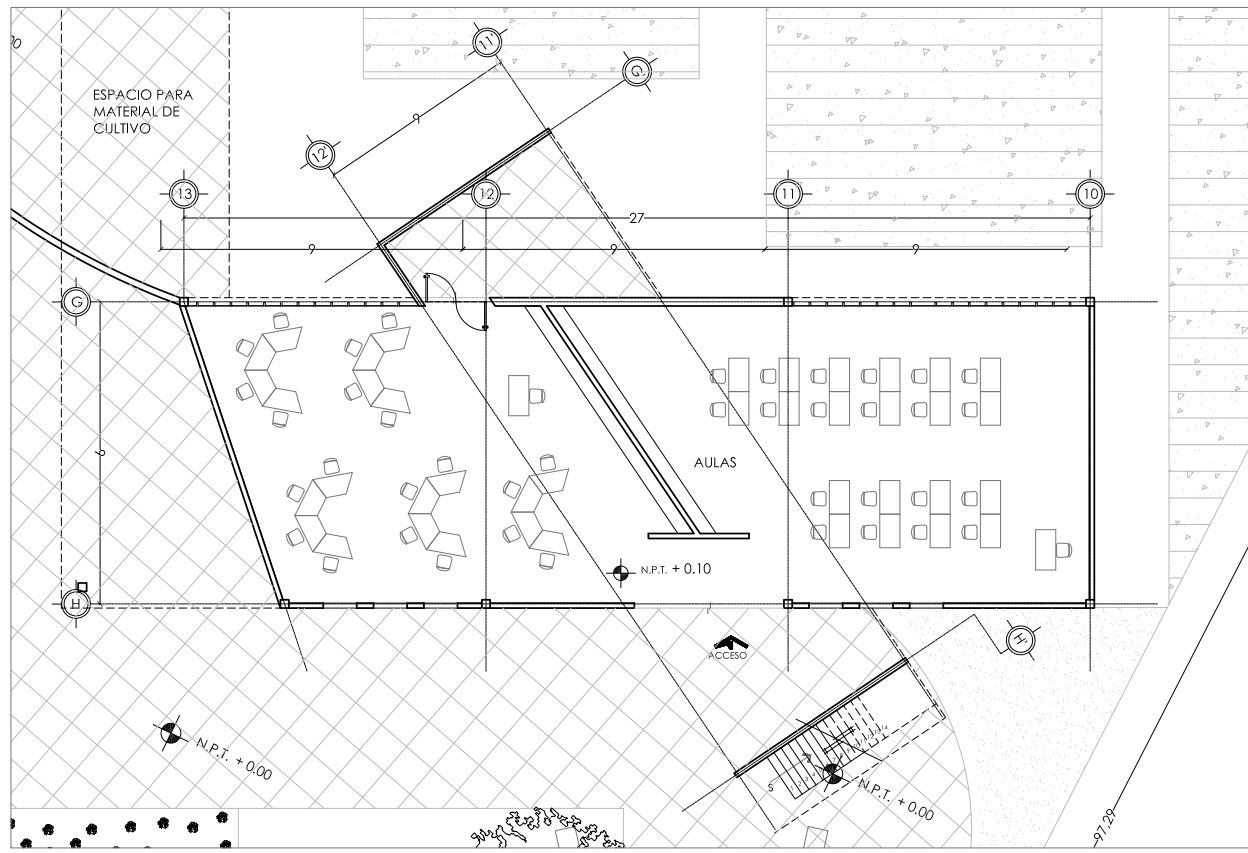 11'
Q'
ESPACIO PARA
MATERIAL DE
CULTIVO
9
12'
13
12
11
10
27
9
9
9
G
9
AULAS
N.P.T. + 0.10
H
H'
ACCESO
N.P.T. + 0.00
S
N.P.T. + 0.00
97.29